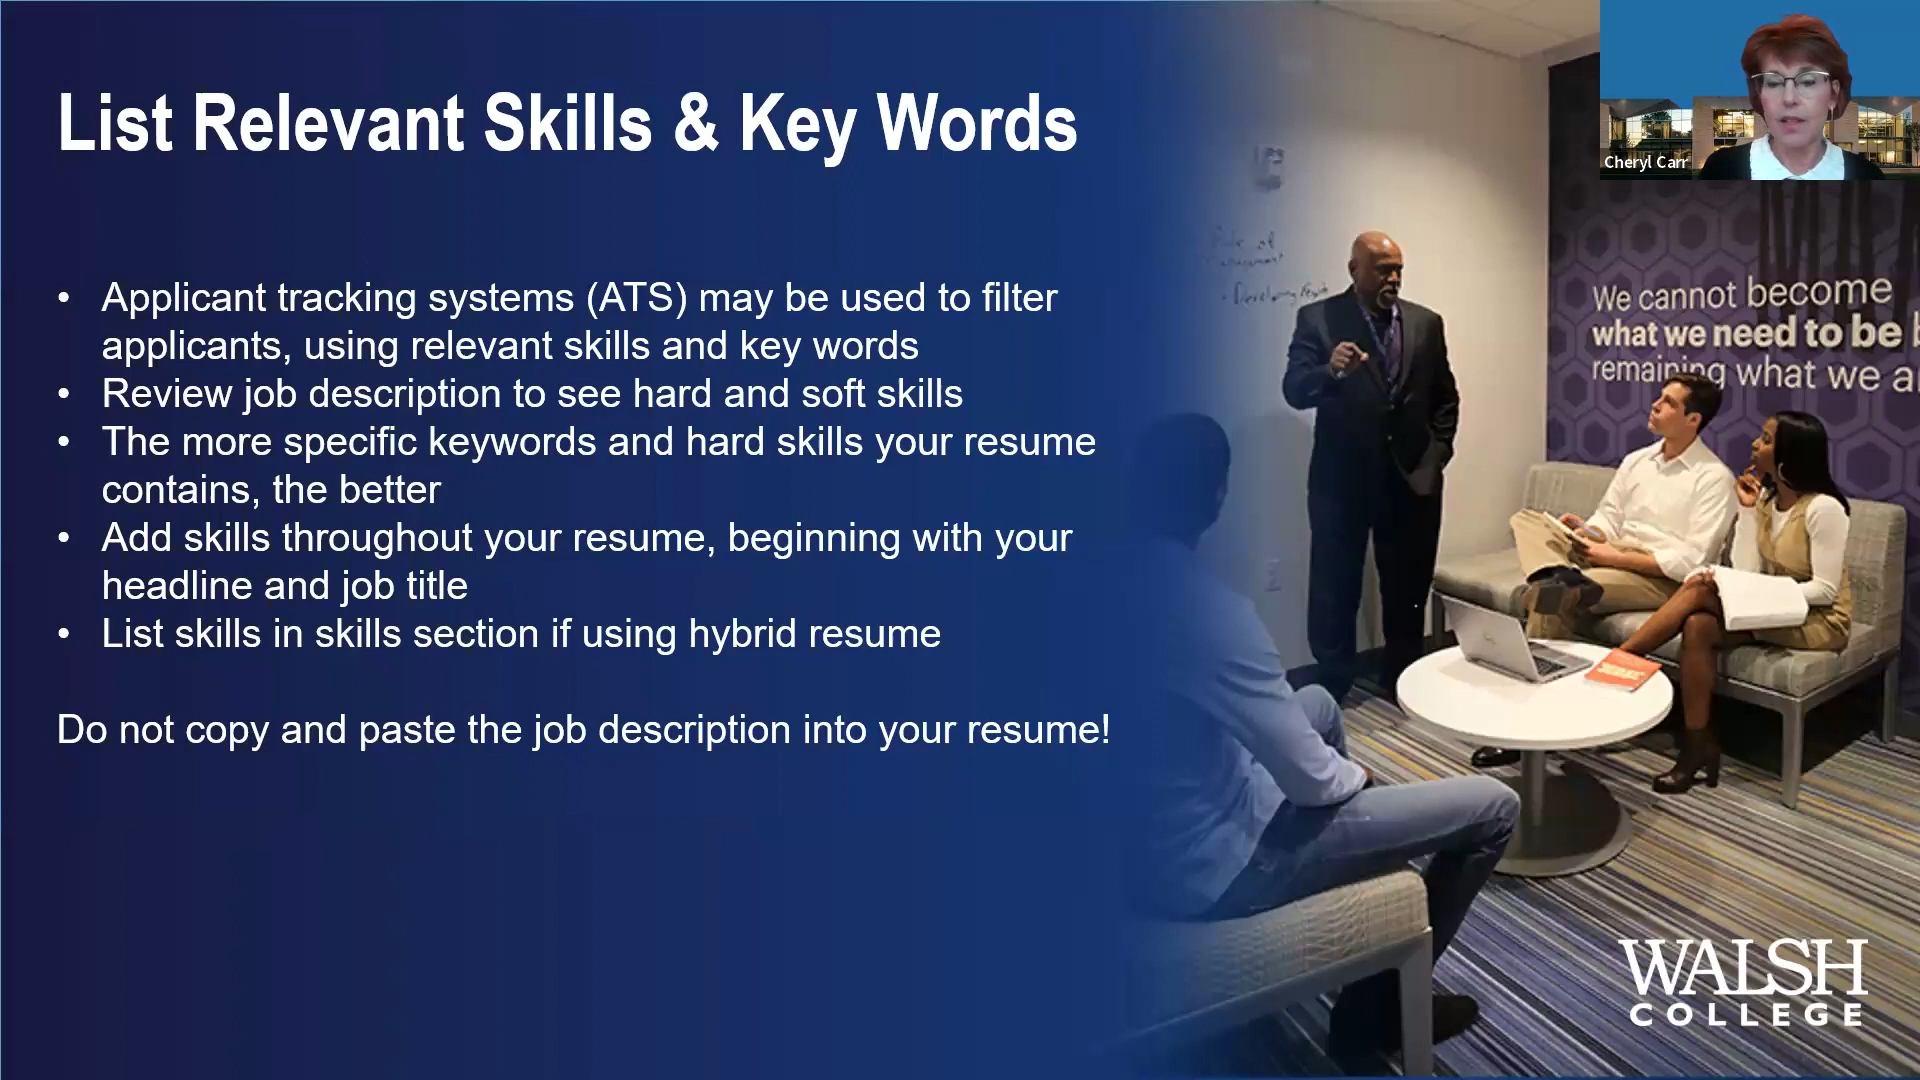 List Relevant Skills & Key Words
Cheryl Carr
• Applicant tracking systems (ATS) may be used to filter
applicants, using relevant skills and key words
• Review job description to see hard and soft skills
• The more specific keywords and hard skills your resume
contains, the better
• Add skills throughout your resume, beginning with your
headline and job title
• List skills in skills section if using hybrid resume
Do not copy and paste the job description into your resume!
of
Developing
We cannot become
what we need to be
remaining what we
WALSH
COLLEGE